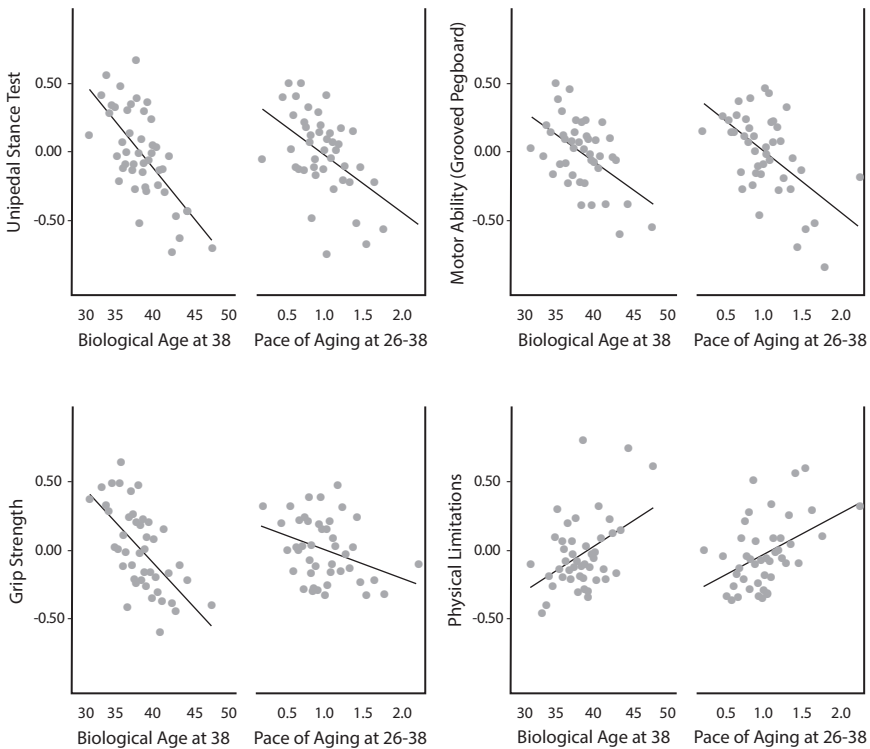 Unipedal Stance Test
0.50
0.00
-0.50
30 35 40 45 50
Biological Age at 38
0.5 1.0 1.5 2.0
Pace of Aging at 26-38
Motor Ability (Grooved Pegboard)
0.50
0.00
-0.50
30 35 40 45 50
Biological Age at 38
0.5 1.0 1.5 2.0
Pace of Aging at 26-38
Grip Strength
0.50
0.00
-0.50
30 35 40 45 50
Biological Age at 38
0.5 1.0 1.5 2.0
Pace of Aging at 26-38
Physical Limitations
0.50
0.00
-0.50
30 35 40 45 50
Biological Age at 38
0.5 1.0 1.5 2.0
Pace of Aging at 26-38